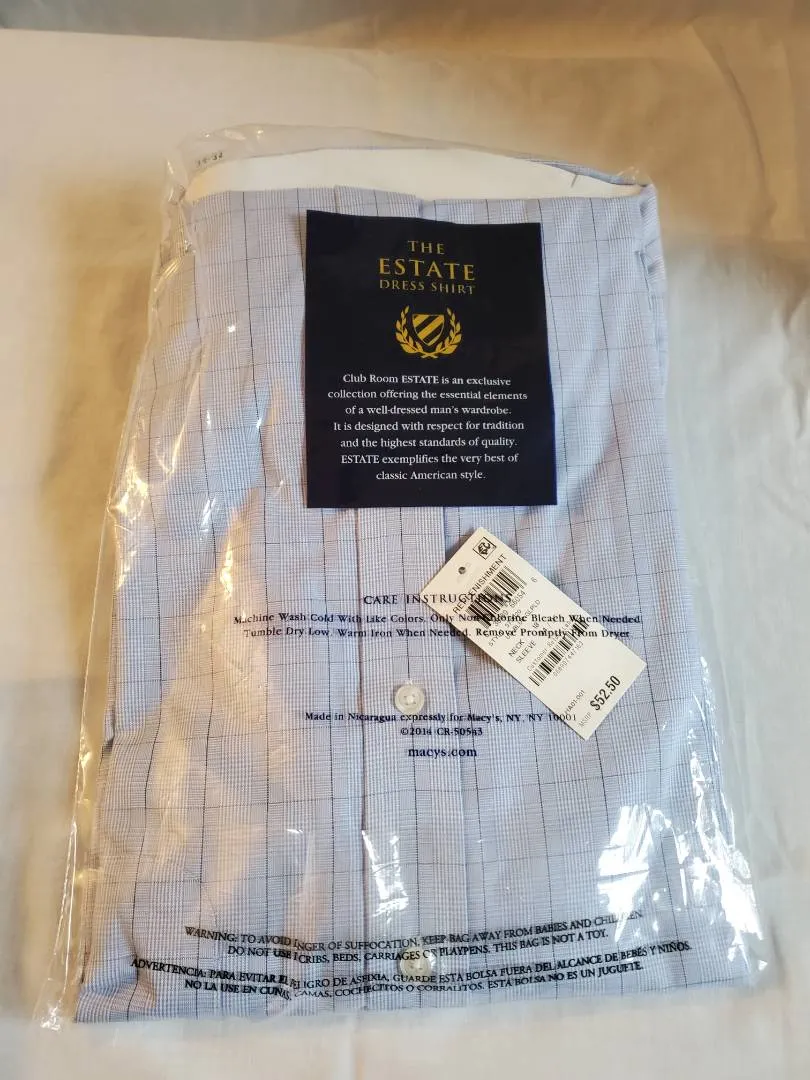 THE
ESTATE
DRESS SHIRT
Club Room ESTATE is an exclusive
collection offering the essential elements
of a well-dressed man's wardrobe.
It is designed with respect for tradition
and the highest standards of quality.
ESTATE exemplifies the very best of
classic American style.
CARE INSTRUCTIONS
Machine Wash Cold With Like Colors. Only Non-Chlorine Bleach When Needed
Tumble Dry Low. Warm Iron When Needed. Remove Promptly From Dryer
REPLENISHMENT
NECK
SLEEVE
MSRP $52.50
Made in Nicaragua expressly for Macy's, NY, NY 10001
©2014 CR-50543
macys.com
WARNING: TO AVOID NGER OF SUFFOCATION, KEEP BAG AWAY FROM BABIES AND CHILDREN.
DO NOT USE I CRIBS, BEDS, CARRIAGES OR PLAYPENS. THIS BAG IS NOT A TOY.
ADVERTENCIA: PARA EVITAR EL PELIGRO DE ASFIXIA, GUARDE ESTA BOLSA FUERA DEL ALCANCE DE BEBÉS Y NIÑOS.
NO LA USE EN CUNAS, CAMAS, COCHECITOS O CORRALITOS. ESTA BOLSA NO ES UN JUGUETE.